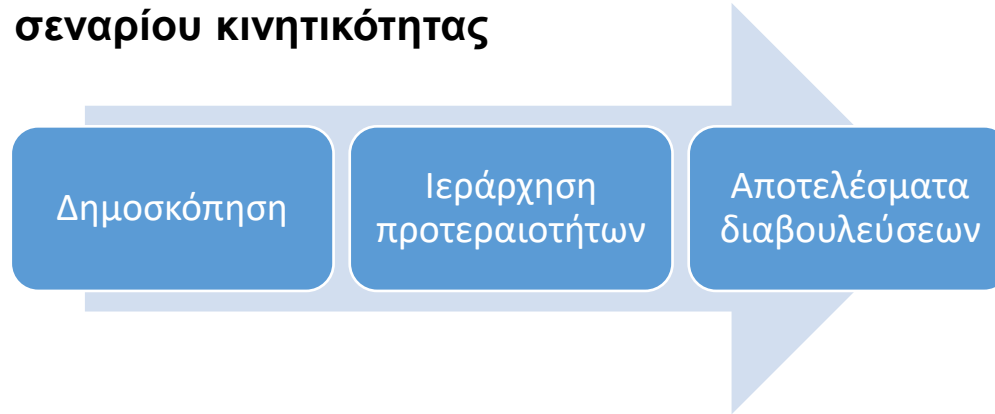 σεναρίου κινητικότητας
Δημοσκόπηση
Ιεράρχηση
προτεραιοτήτων
Αποτελέσματα
διαβουλεύσεων